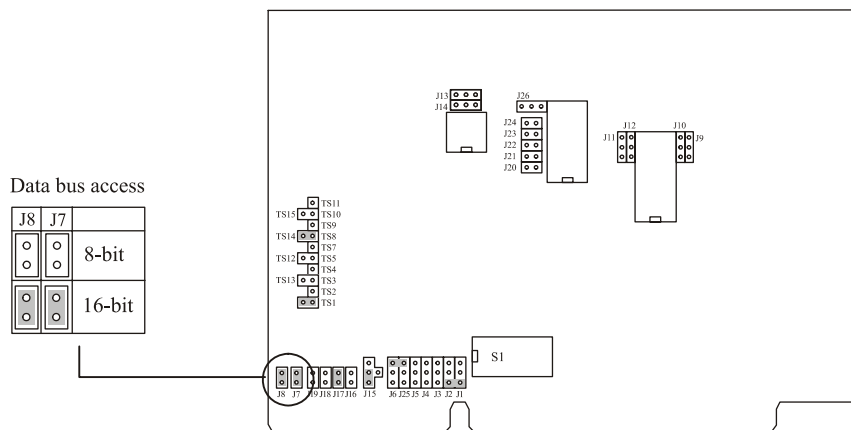 J13
J14
J26
J24
J23
J22
J21
J20
J12
J11
J10
J9
Data bus access
J8 J7
8-bit
16-bit
TS11
TS15 TS10
TS9
TS14 TS8
TS7
TS12 TS5
TS4
TS13 TS3
TS2
TS1
S1
J8 J7 J19 J18 J17 J16 J15 J6 J25 J5 J4 J3 J2 J1